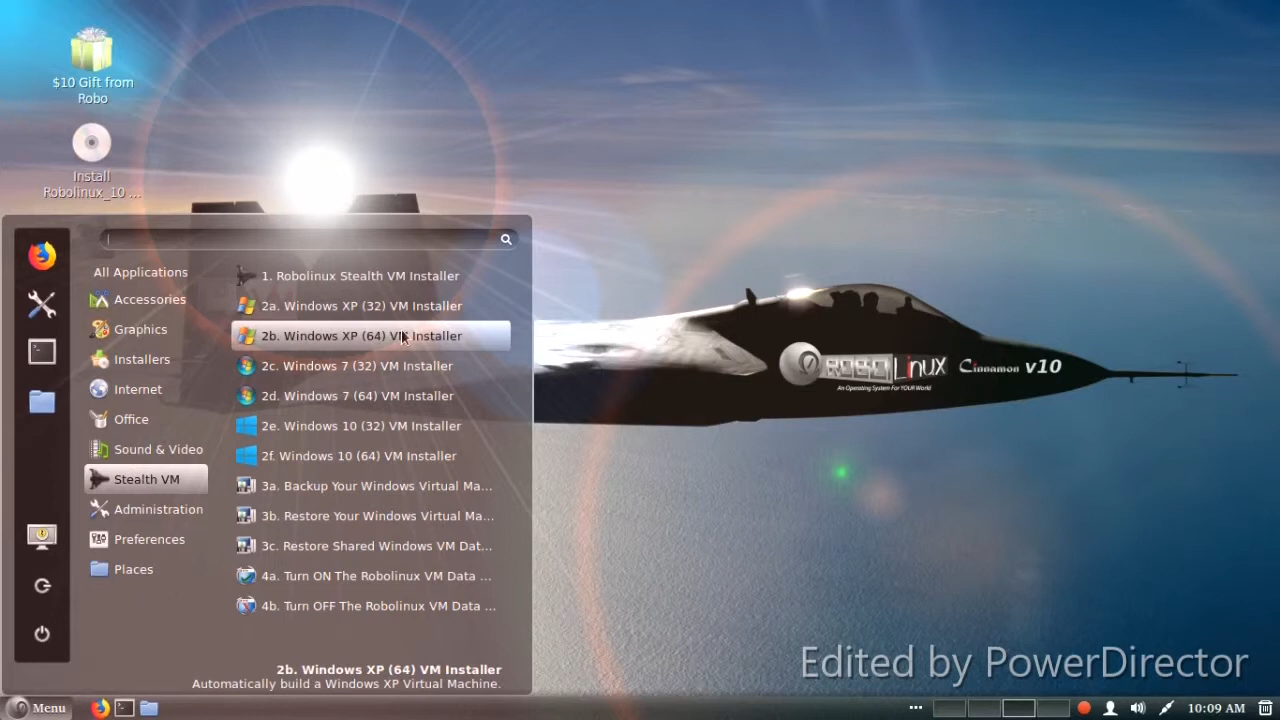 $10 Gift from
Robo
Install
Robolinux_10 ...
All Applications
Accessories
Graphics
Installers
Internet
Office
Sound & Video
Stealth VM
Administration
Preferences
Places
1. Robolinux Stealth VM Installer
2a. Windows XP (32) VM Installer
2b. Windows XP (64) VM Installer
2c. Windows 7 (32) VM Installer
2d. Windows 7 (64) VM Installer
2e. Windows 10 (32) VM Installer
2f. Windows 10 (64) VM Installer
3a. Backup Your Windows Virtual Ma...
3b. Restore Your Windows Virtual Ma...
3c. Restore Shared Windows VM Dat...
4a. Turn ON The Robolinux VM Data ...
4b. Turn OFF The Robolinux VM Data ...
2b. Windows XP (64) VM Installer
Automatically build a Windows XP Virtual Machine.
ROBOLinux Cinnamon v10
An Operating System For YOUR World
Edited by PowerDirector
Menu
10:09 AM